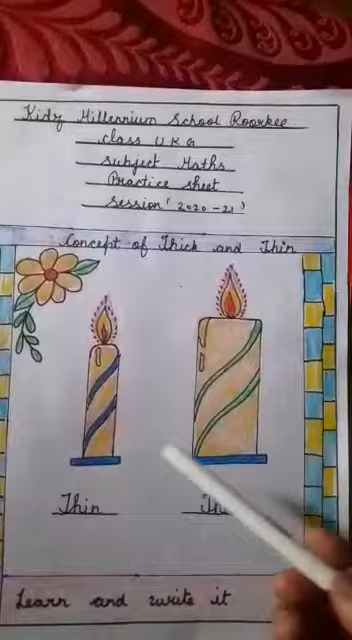 Kidz Millennium School Roorkee
Class U K G
Subject Maths
Practice sheet
Session (2020-21)
Concept of Thick and Thin
Thin
Learn and write it